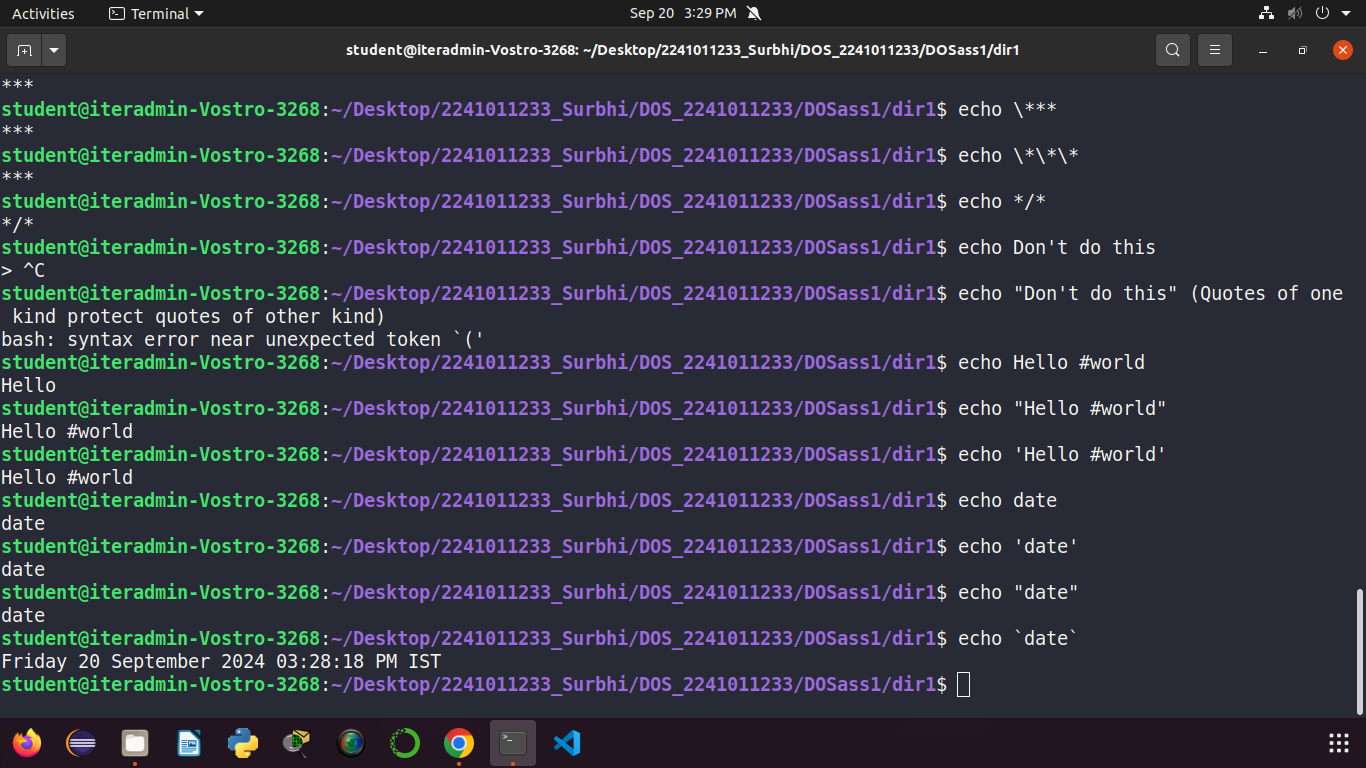 Activities Terminal Sep 20 3:29 PM
student@iteradmin-Vostro-3268: ~/Desktop/2241011233_Surbhi/DOS_2241011233/DOSass1/dir1
***
student@iteradmin-Vostro-3268:~/Desktop/2241011233_Surbhi/DOS_2241011233/DOSass1/dir1$ echo \***
***
student@iteradmin-Vostro-3268:~/Desktop/2241011233_Surbhi/DOS_2241011233/DOSass1/dir1$ echo \*\*\*
***
student@iteradmin-Vostro-3268:~/Desktop/2241011233_Surbhi/DOS_2241011233/DOSass1/dir1$ echo */*
*/*
student@iteradmin-Vostro-3268:~/Desktop/2241011233_Surbhi/DOS_2241011233/DOSass1/dir1$ echo Don't do this
> ^C
student@iteradmin-Vostro-3268:~/Desktop/2241011233_Surbhi/DOS_2241011233/DOSass1/dir1$ echo "Don't do this" (Quotes of one
 kind protect quotes of other kind)
bash: syntax error near unexpected token `('
student@iteradmin-Vostro-3268:~/Desktop/2241011233_Surbhi/DOS_2241011233/DOSass1/dir1$ echo Hello #world
Hello
student@iteradmin-Vostro-3268:~/Desktop/2241011233_Surbhi/DOS_2241011233/DOSass1/dir1$ echo "Hello #world"
Hello #world
student@iteradmin-Vostro-3268:~/Desktop/2241011233_Surbhi/DOS_2241011233/DOSass1/dir1$ echo 'Hello #world'
Hello #world
student@iteradmin-Vostro-3268:~/Desktop/2241011233_Surbhi/DOS_2241011233/DOSass1/dir1$ echo date
date
student@iteradmin-Vostro-3268:~/Desktop/2241011233_Surbhi/DOS_2241011233/DOSass1/dir1$ echo 'date'
date
student@iteradmin-Vostro-3268:~/Desktop/2241011233_Surbhi/DOS_2241011233/DOSass1/dir1$ echo "date"
date
student@iteradmin-Vostro-3268:~/Desktop/2241011233_Surbhi/DOS_2241011233/DOSass1/dir1$ echo `date`
Friday 20 September 2024 03:28:18 PM IST
student@iteradmin-Vostro-3268:~/Desktop/2241011233_Surbhi/DOS_2241011233/DOSass1/dir1$